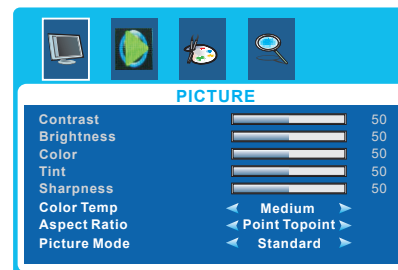 PICTURE
Contrast 50
Brightness 50
Color 50
Tint 50
Sharpness 50
Color Temp Medium
Aspect Ratio Point Topoint
Picture Mode Standard